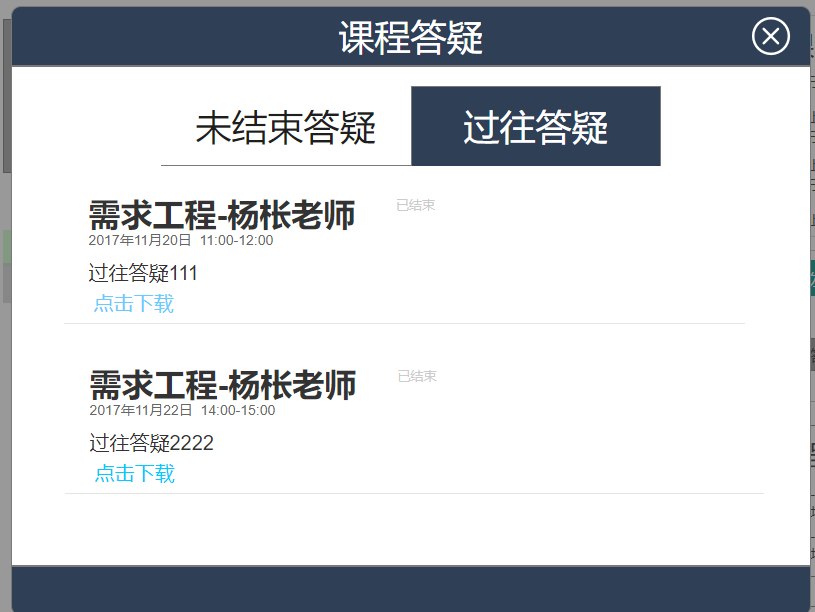 课程答疑
未结束答疑 过往答疑
需求工程-杨枨老师 已结束
2017年11月20日 11:00-12:00
过往答疑111
点击下载
需求工程-杨枨老师 已结束
2017年11月22日 14:00-15:00
过往答疑2222
点击下载